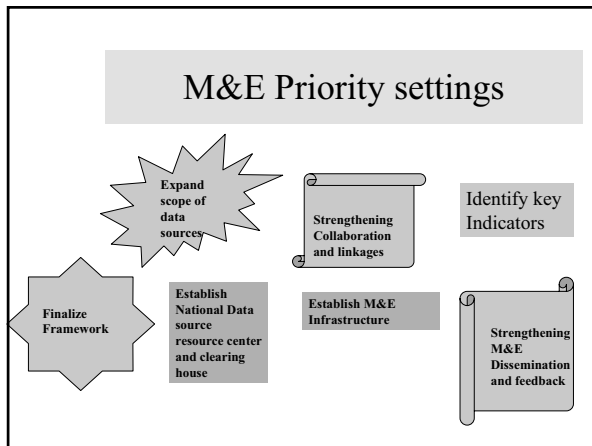 M&E Priority settings
Expand
scope of
data
sources
Strengthening
Collaboration
and linkages
Identify key
Indicators
Finalize
Framework
Establish
National Data
source
resource center
and clearing
house
Establish M&E
Infrastructure
Strengthening
M&E
Dissemination
and feedback